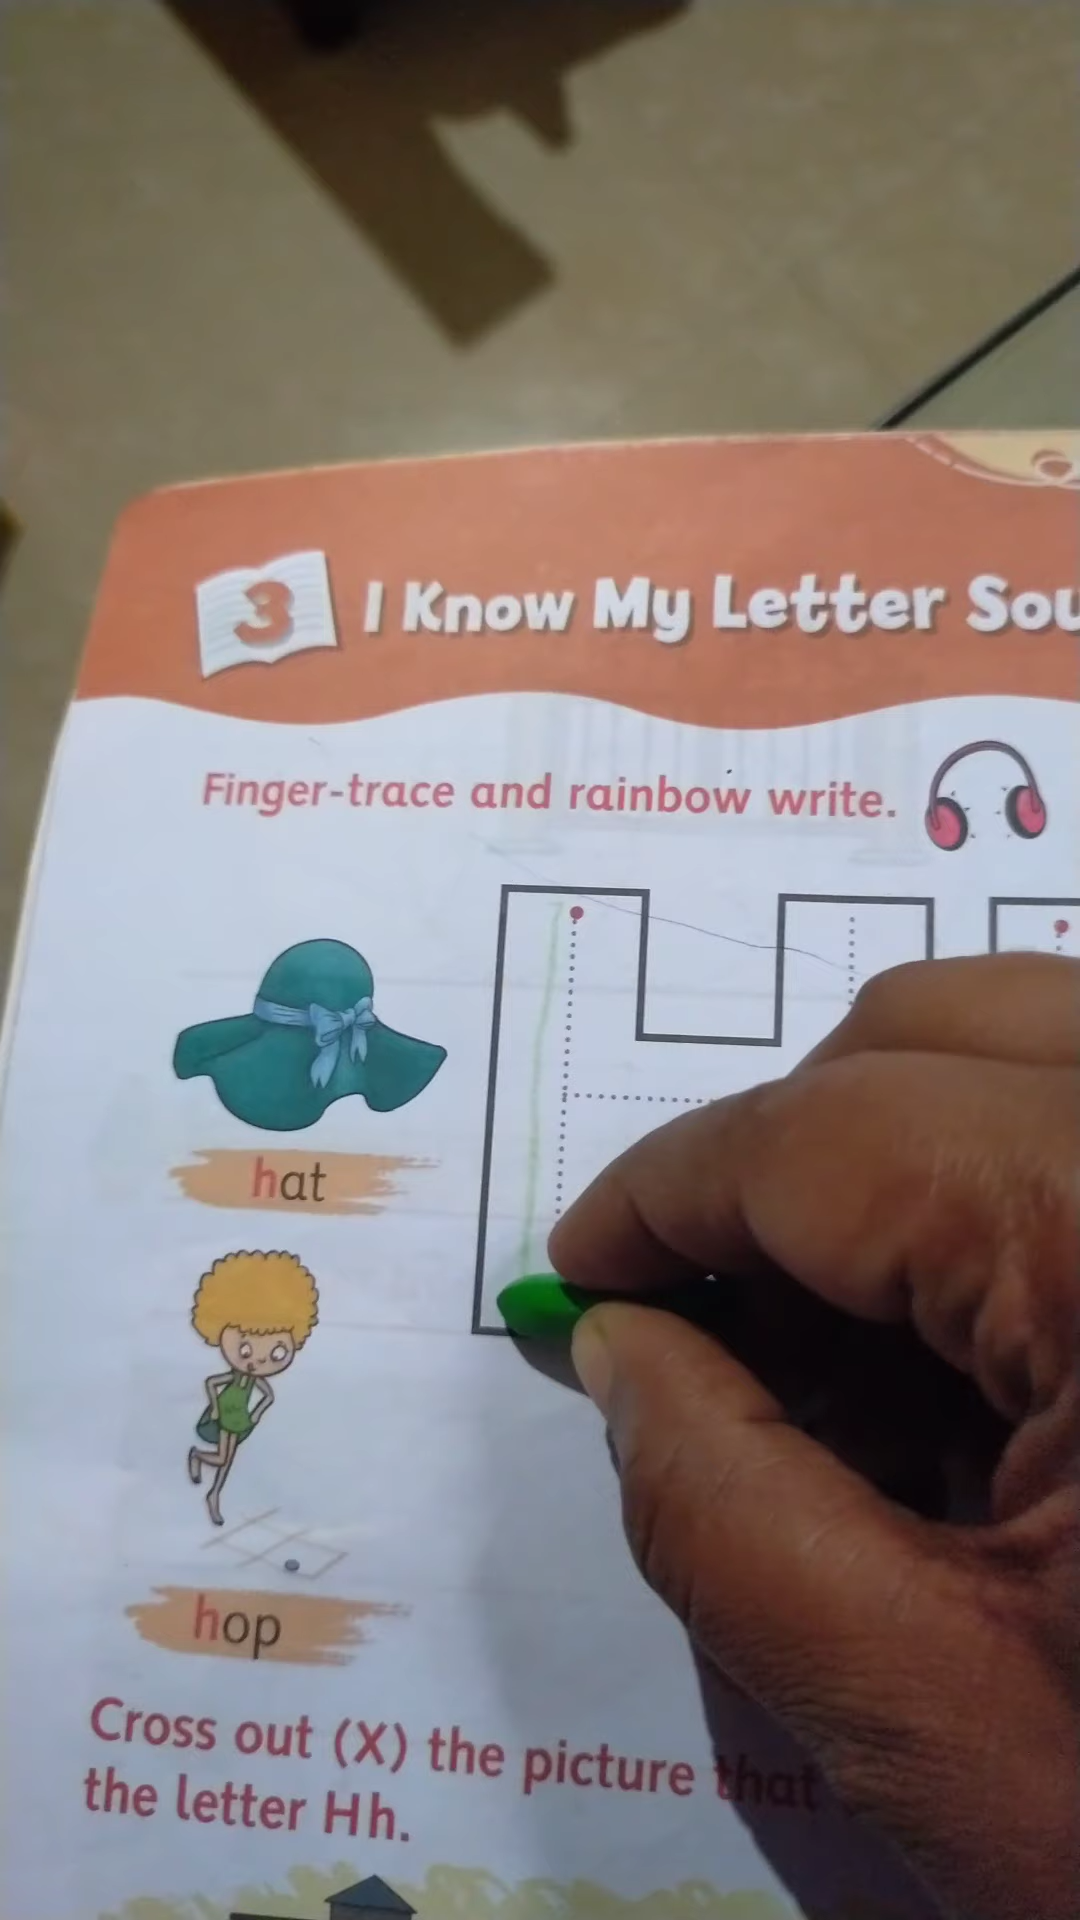 3 I Know My Letter Sou
Finger-trace and rainbow write.
hat
hop
Cross out (X) the picture that
the letter Hh.